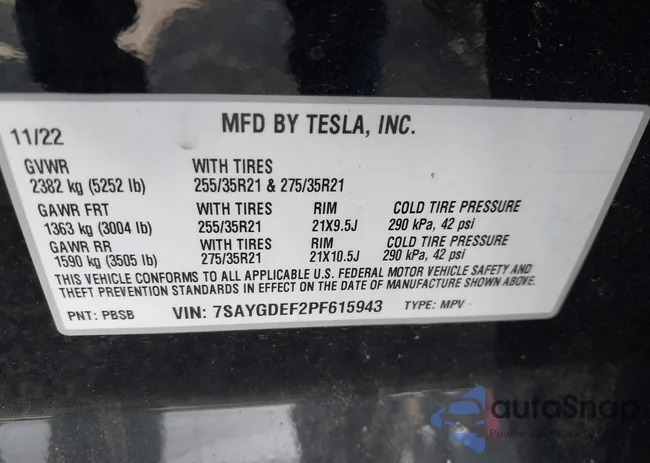 MFD BY TESLA, INC.
11/22
GVWR WITH TIRES
2382 kg (5252 lb) 255/35R21 & 275/35R21
GAWR FRT WITH TIRES RIM COLD TIRE PRESSURE
1363 kg (3004 lb) 255/35R21 21X9.5J 290 kPa, 42 psi
GAWR RR WITH TIRES RIM COLD TIRE PRESSURE
1590 kg (3505 lb) 275/35R21 21X10.5J 290 kPa, 42 psi
THIS VEHICLE CONFORMS TO ALL APPLICABLE U.S. FEDERAL MOTOR VEHICLE SAFETY AND
THEFT PREVENTION STANDARDS IN EFFECT ON THE DATE OF MANUFACTURE SHOWN ABOVE.
PNT: PBSB VIN: 7SAYGDEF2PF615943 TYPE: MPV
autoSnap